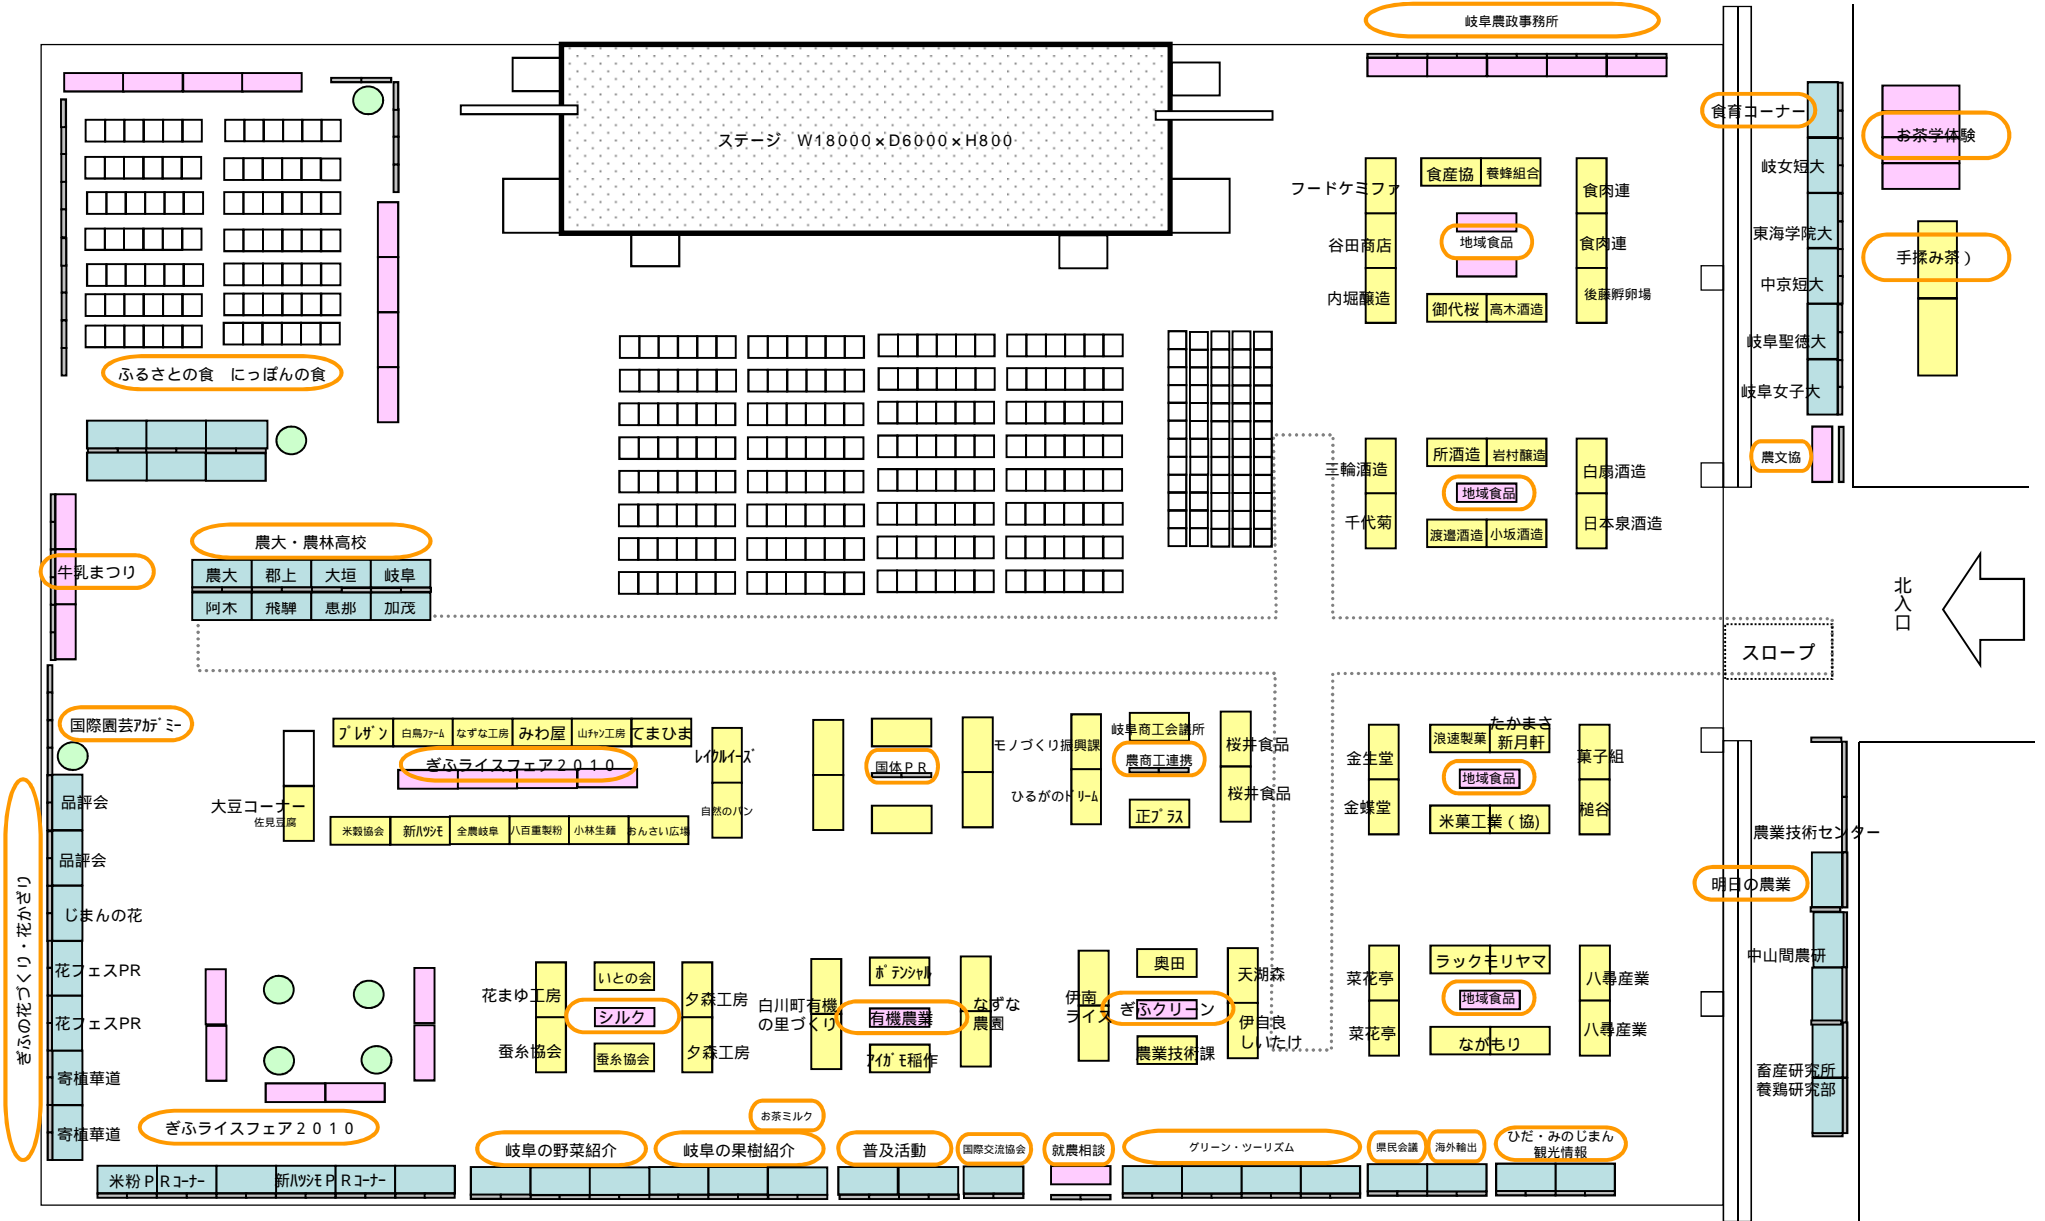 岐阜農政事務所
ステージ　W18000×D6000×H800
食育コーナー
お茶学体験
岐女短大
東海学院大
手揉み茶）
中京短大
岐阜聖徳大
岐阜女子大
農文協
フードケミファ
食産協
養蜂組合
食肉連
谷田商店
地域食品
食肉連
内堀醸造
御代桜
高木酒造
後藤孵卵場
ふるさとの食　にっぽんの食
三輪酒造
所酒造
岩村醸造
白扇酒造
地域食品
千代菊
渡邉酒造
小坂酒造
日本泉酒造
牛乳まつり
農大・農林高校
農大
郡上
大垣
岐阜
阿木
飛騨
恵那
加茂
北入口
スロープ
国際園芸ｱｶﾃﾞﾐｰ
ﾌﾟﾚｻﾞﾝ
白鳥ﾌｧｰﾑ
なずな工房
みわ屋
山ﾁｬﾝ工房
てまひま
ぎふライスフェア２０１０
ﾚｲｸﾙｲｰｽﾞ
大豆コーナー
佐見豆腐
米穀協会
新ﾊﾂｼﾓ
全農岐阜
八百重製粉
小林生麺
おんさい広場
自然のパン
国体ＰＲ
モノづくり振興課
岐阜商工会議所
桜井食品
農商工連携
ひるがのﾄﾞﾘｰﾑ
正ﾌﾟﾗｽ
桜井食品
金生堂
浪速製菓
たかまさ
新月軒
菓子組
地域食品
金蝶堂
米菓工業（協)
槌谷
農業技術センター
明日の農業
中山間農研
畜産研究所
養鶏研究部
ぎふの花づくり・花かざり
品評会
品評会
じまんの花
花フェスPR
花フェスPR
寄植華道
寄植華道
ぎふライスフェア２０１０
花まゆ工房
いとの会
夕森工房
シルク
蚕糸協会
蚕糸協会
夕森工房
白川町有機
の里づくり
ﾎﾟﾃﾝｼｬﾙ
有機農業
ｱｲｶﾞﾓ稲作
なずな
農園
伊南
ライス
奥田
天湖森
ぎふクリーン
農業技術課
伊自良
しいたけ
菜花亭
ラックモリヤマ
八尋産業
地域食品
菜花亭
ながもり
八尋産業
お茶ミルク
岐阜の野菜紹介
岐阜の果樹紹介
普及活動
国際交流協会
就農相談
グリーン・ツーリズム
県民会議
海外輸出
ひだ・みのじまん
観光情報
米粉ＰＲｺｰﾅｰ
新ﾊﾂｼﾓＰＲｺｰﾅｰ